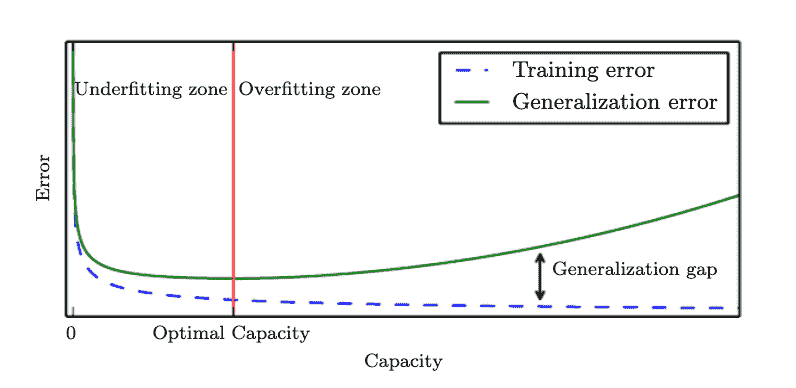 Training error
Generalization error
Underfitting zone
Overfitting zone
Error
Generalization gap
0
Optimal Capacity
Capacity